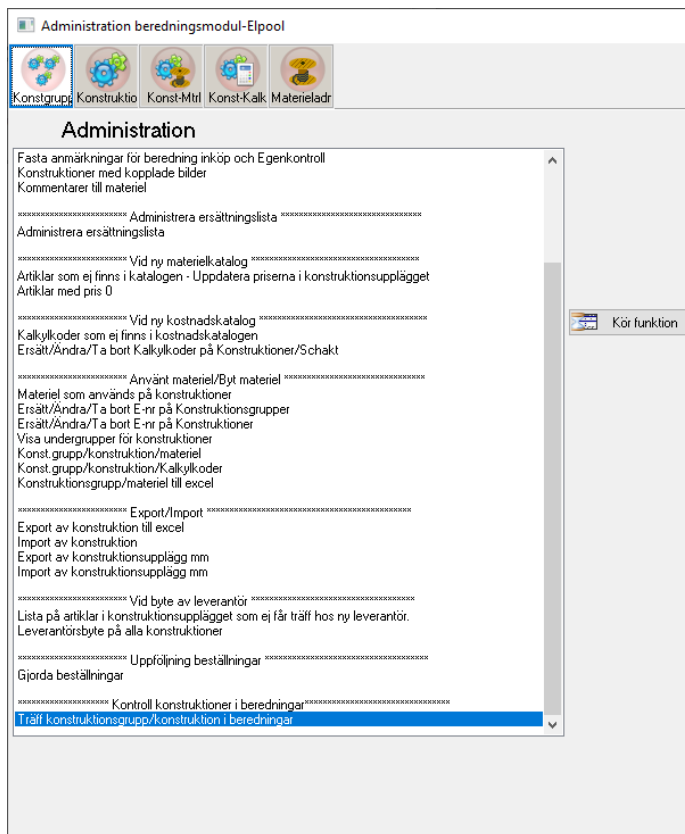 Administration beredningsmodul-Elpool
Konstgrupp Konstruktio Konst-Mtrl Konst-Kalk Materieladr
Administration
Fasta anmärkningar för beredning inköp och Egenkontroll
Konstruktioner med kopplade bilder
Kommentarer till materiel
************************ Administrera ersättningslista *******************************
Administrera ersättningslista
************************ Vid ny materielkatalog *************************************
Artiklar som ej finns i katalogen - Uppdatera priserna i konstruktionsupplägget
Artiklar med pris 0
************************ Vid ny kostnadskatalog *************************************
Kalkylkoder som ej finns i kostnadskatalogen
Ersätt/Ändra/Ta bort Kalkylkoder på Konstruktioner/Schakt
************************ Använt materiel/Byt materiel *******************************
Materiel som används på konstruktioner
Ersätt/Ändra/Ta bort E-nr på Konstruktionsgrupper
Ersätt/Ändra/Ta bort E-nr på Konstruktioner
Visa undergrupper för konstruktioner
Konst.grupp/konstruktion/materiel
Konst.grupp/konstruktion/Kalkylkoder
Konstruktionsgrupp/materiel till excel
************************ Export/Import *********************************************
Export av konstruktion till excel
Import av konstruktion
Export av konstruktionsupplägg mm
Import av konstruktionsupplägg mm
************************ Vid byte av leverantör ************************************
Lista på artiklar i konstruktionsupplägget som ej får träff hos ny leverantör.
Leverantörsbyte på alla konstruktioner
************************ Uppföljning beställningar ************************************
Gjorda beställningar
******************** Kontroll konstruktioner i beredningar********************************
Träff konstruktionsgrupp/konstruktion i beredningar
Kör funktion